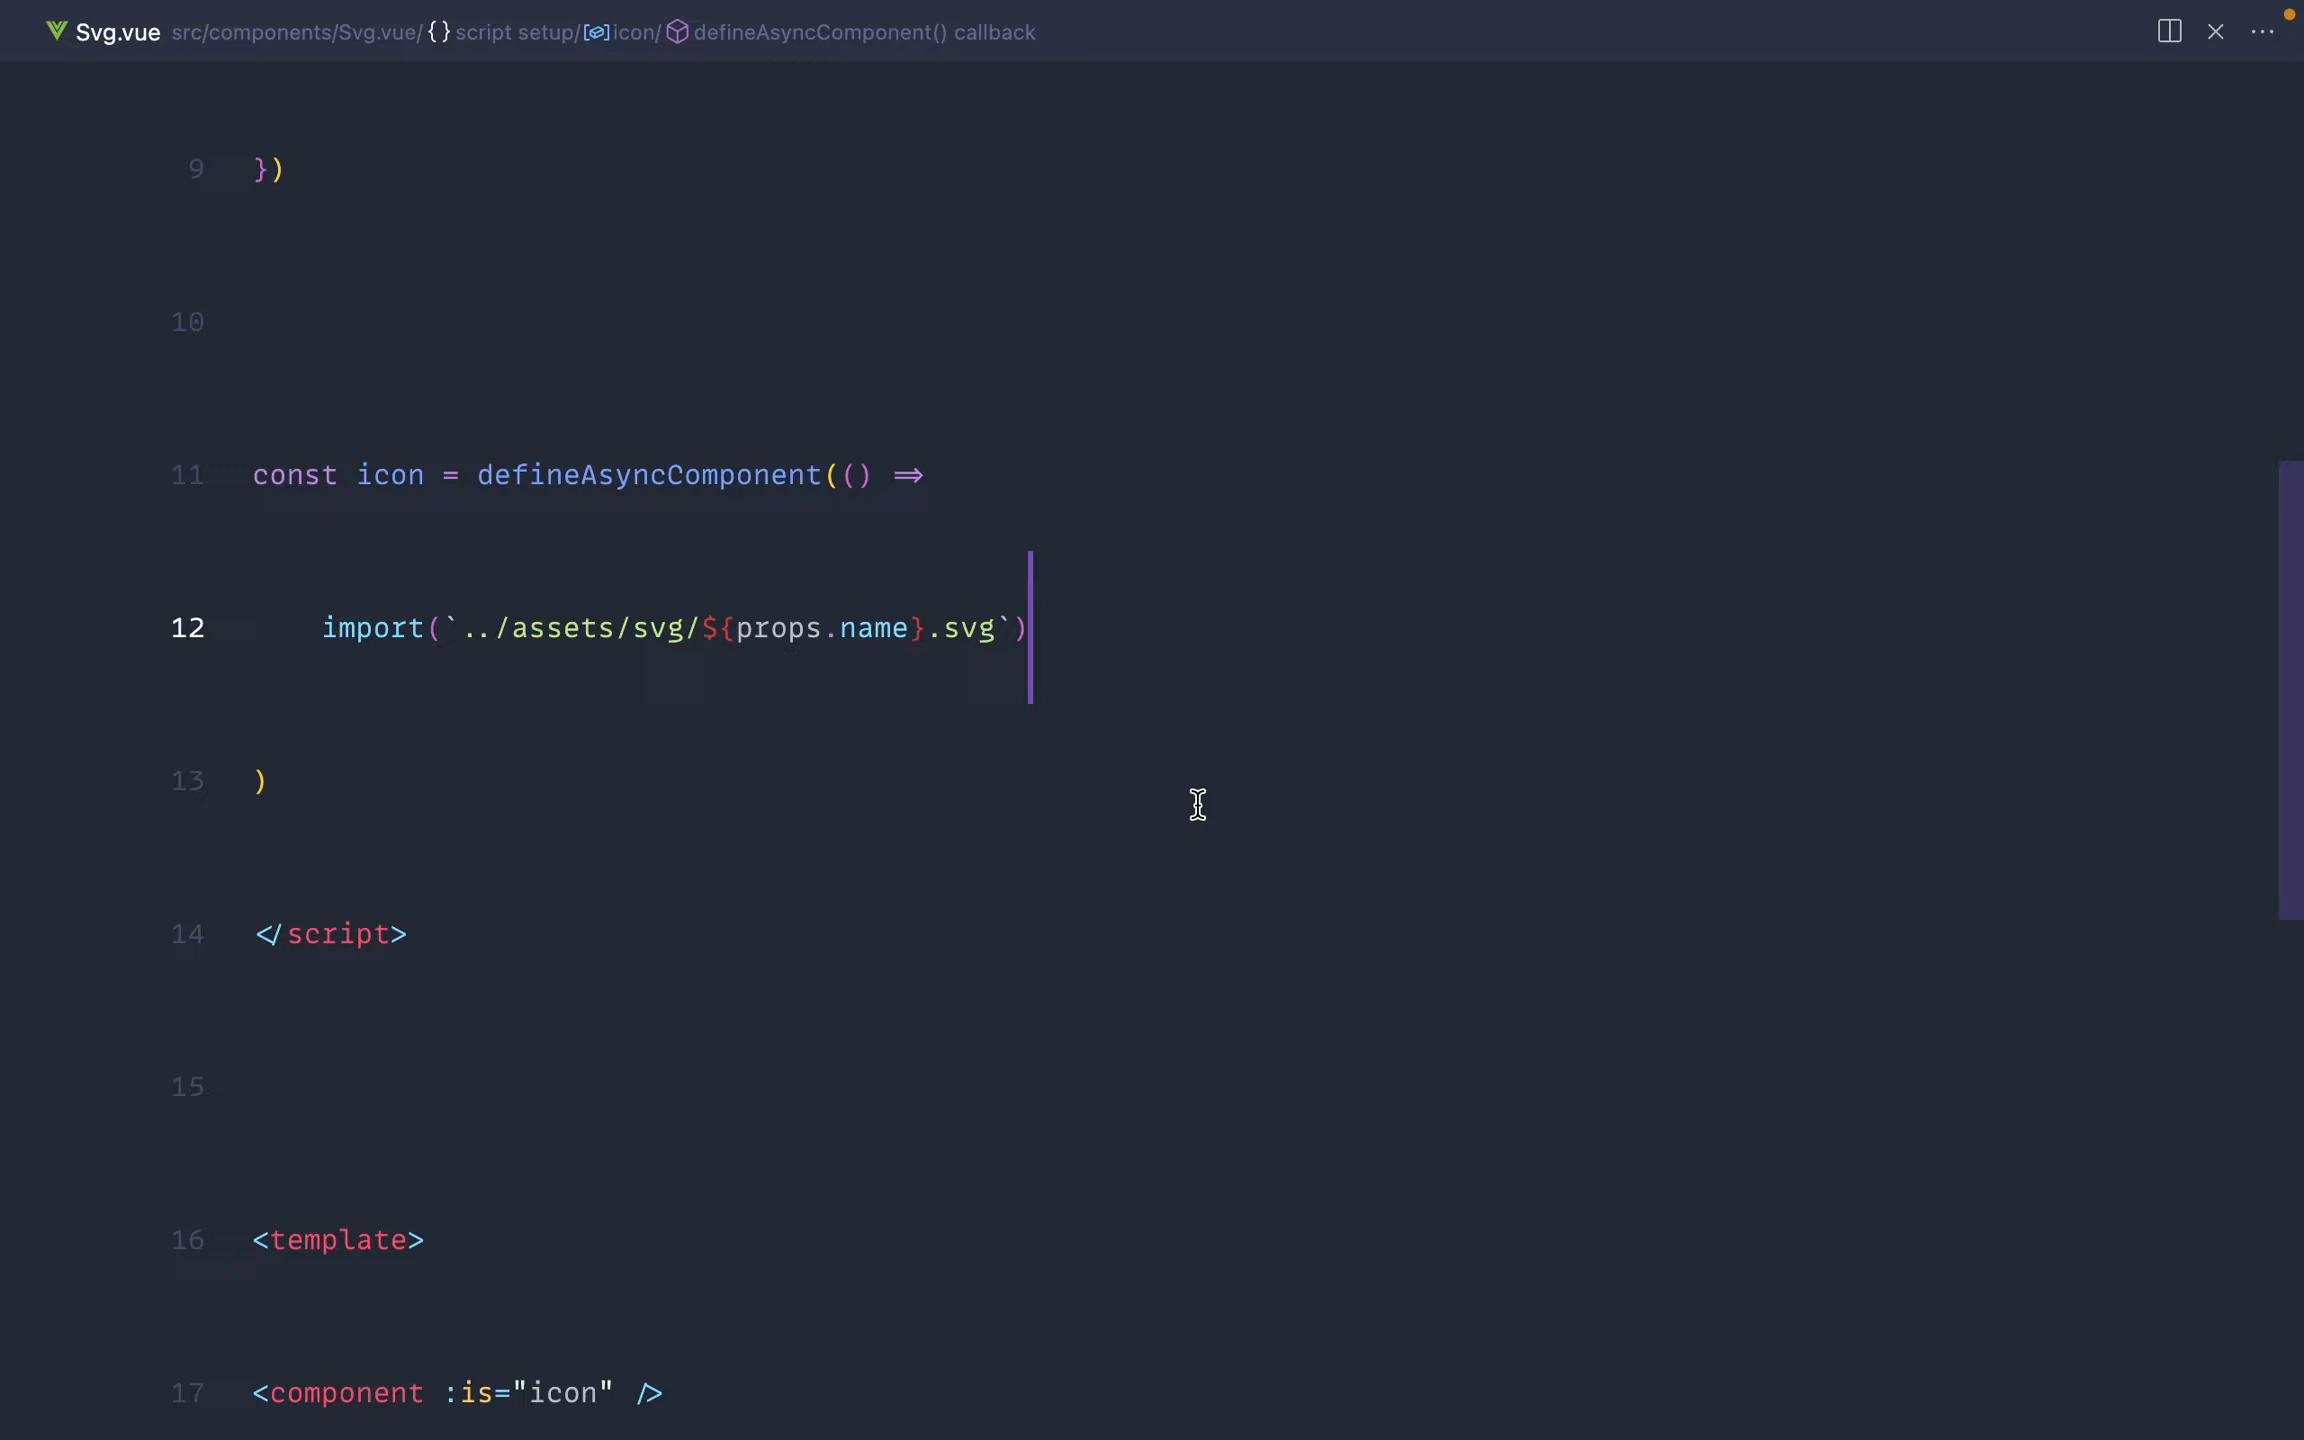 Svg.vue src/components/Svg.vue/{} script setup/[@]icon/ defineAsyncComponent() callback
9 })
10
11 const icon = defineAsyncComponent(() =>
12 import(`../assets/svg/${props.name}.svg`)
13 )
14 </script>
15
16 <template>
17 <component :is="icon" />